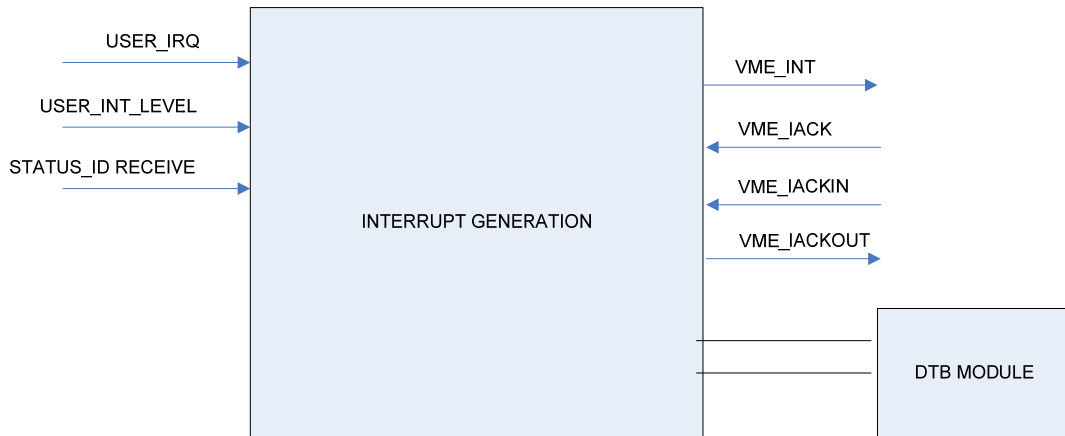 USER_IRQ
USER_INT_LEVEL
STATUS_ID RECEIVE
INTERRUPT GENERATION
VME_INT
VME_IACK
VME_IACKIN
VME_IACKOUT
DTB MODULE